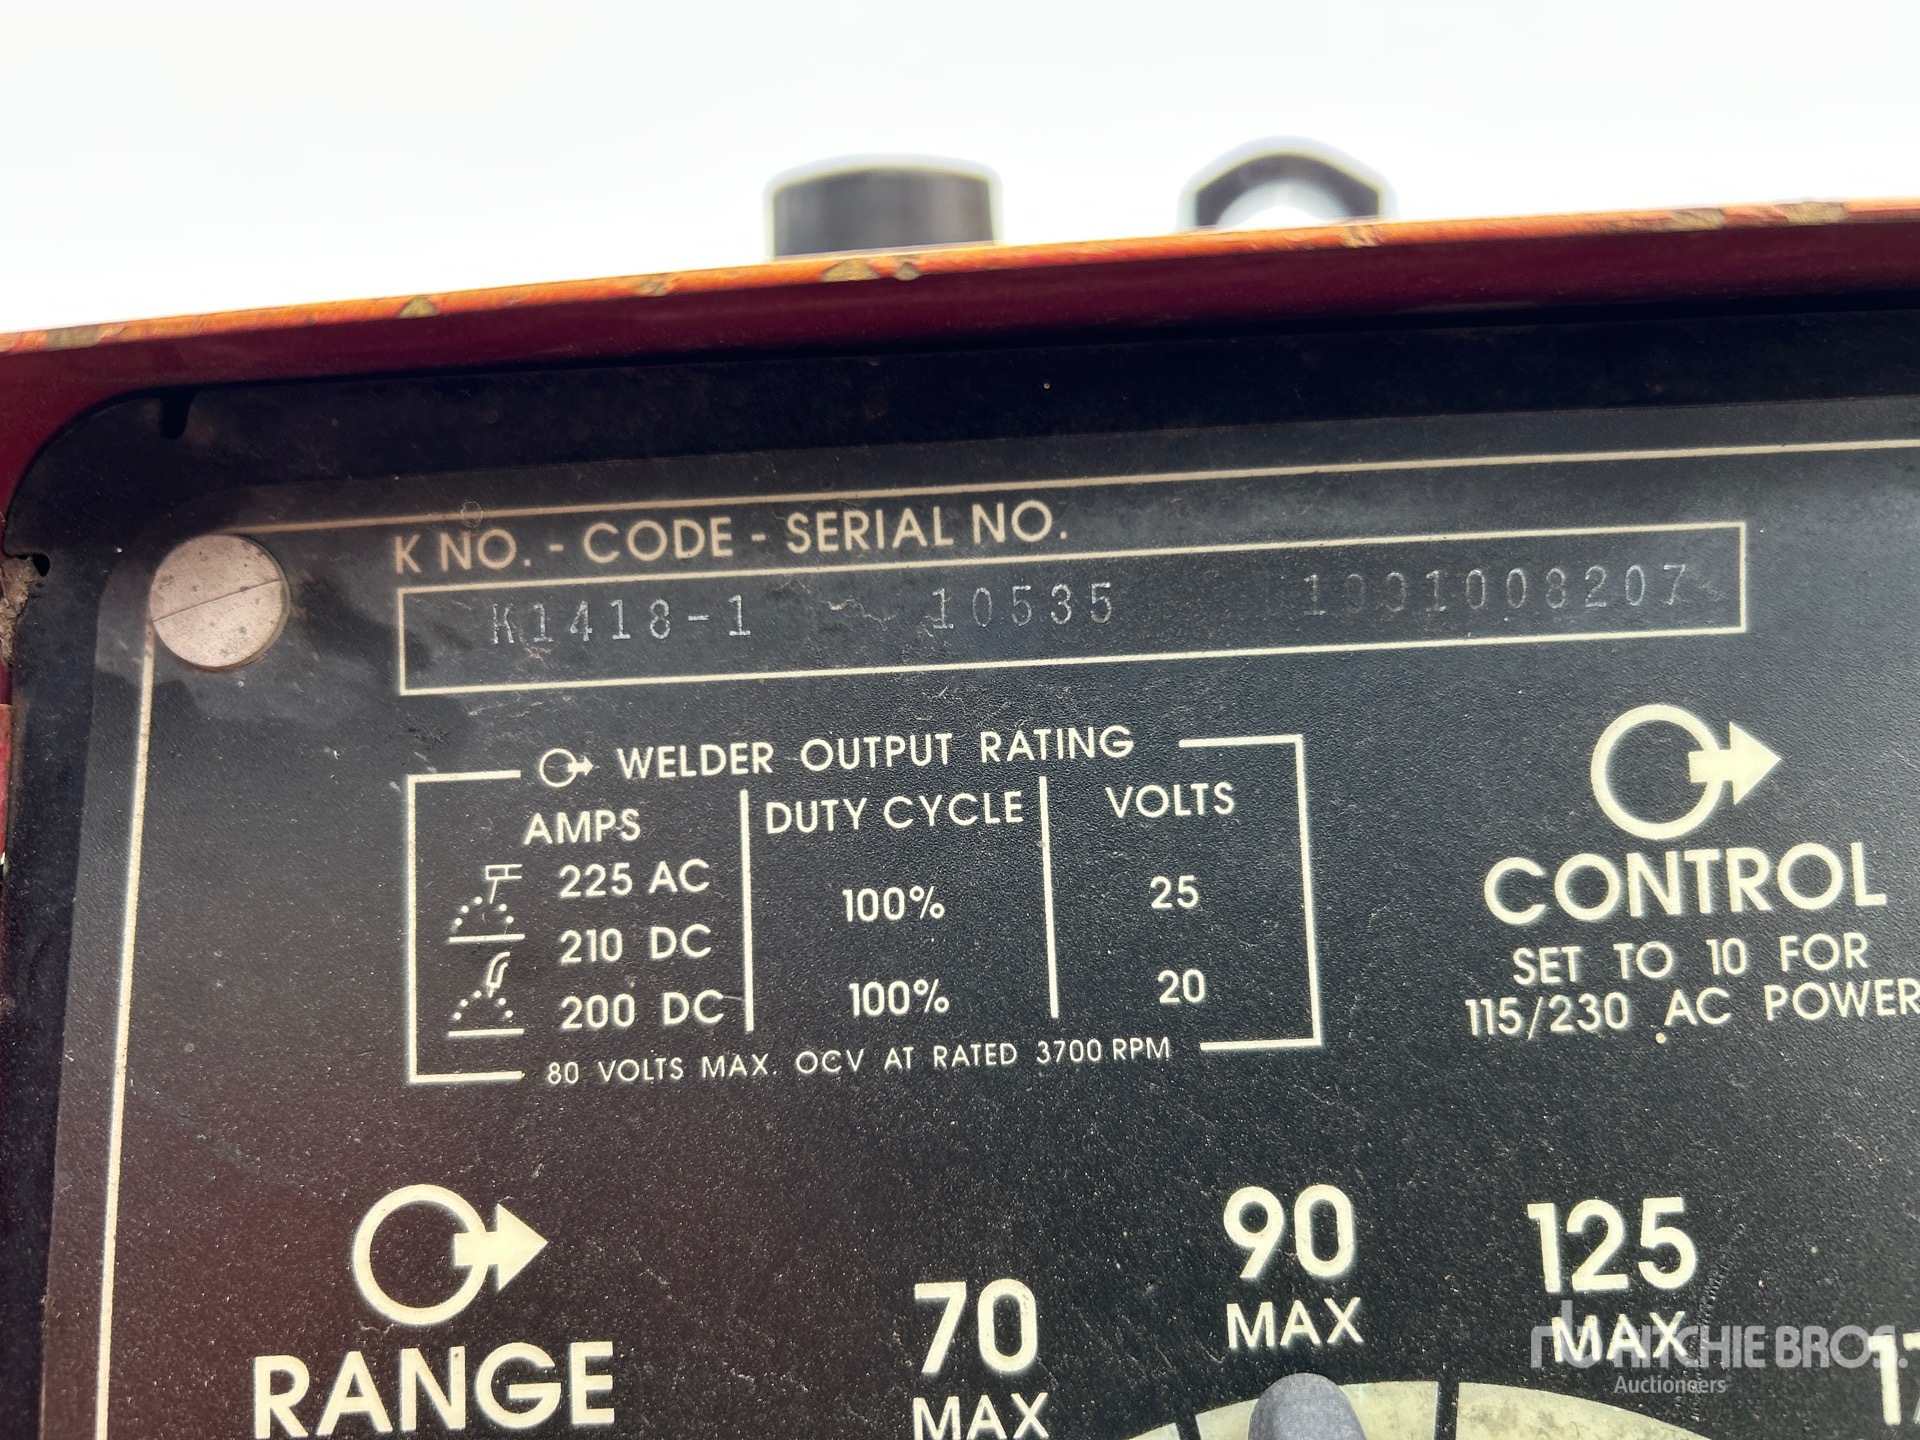 K NO. - CODE - SERIAL NO.
K1418-1 10535
WELDER OUTPUT RATING
AMPS DUTY CYCLE VOLTS
225 AC
100% 25
210 DC
200 DC 100% 20
80 VOLTS MAX. OCV AT RATED 3700 RPM
CONTROL
SET TO 10 FOR
115/230 AC POWER
RANGE
70
MAX
90
MAX
125
MAX
rb RITCHIE BROS.
Auctioneers